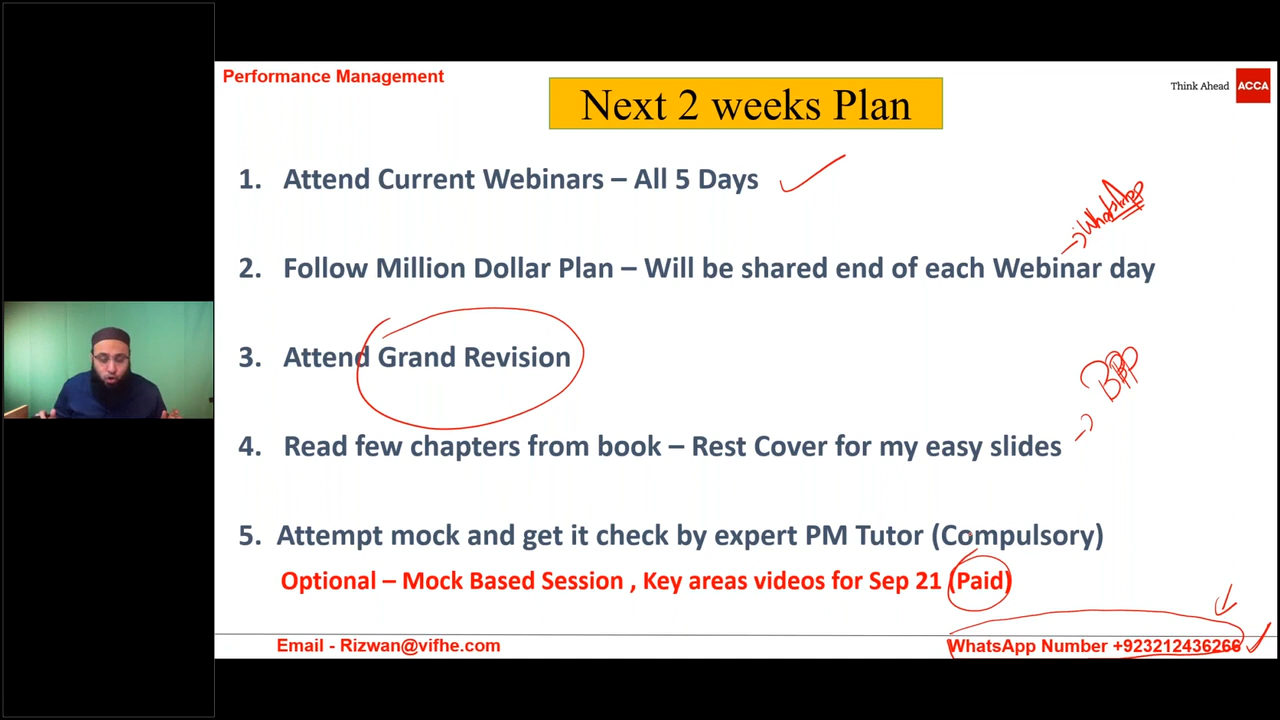 Performance Management
Next 2 weeks Plan
Think Ahead ACCA
1. Attend Current Webinars – All 5 Days
WhatsApp
2. Follow Million Dollar Plan – Will be shared end of each Webinar day
3. Attend Grand Revision
BPP
4. Read few chapters from book – Rest Cover for my easy slides
5. Attempt mock and get it check by expert PM Tutor (Compulsory)
Optional – Mock Based Session , Key areas videos for Sep 21 (Paid)
Email - Rizwan@vifhe.com WhatsApp Number +923212436266